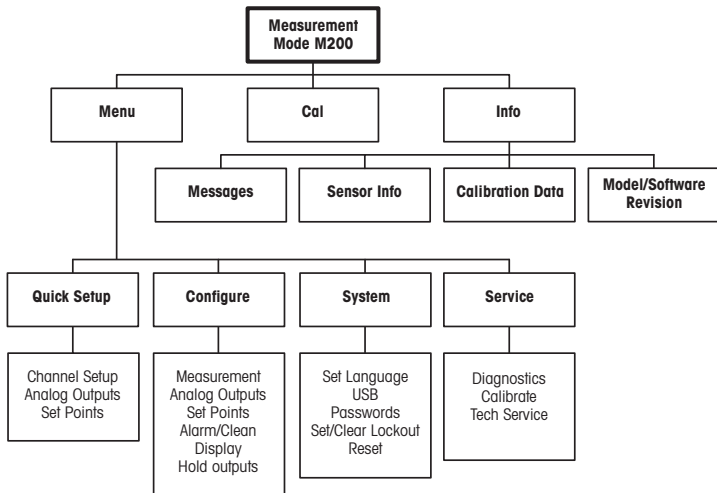 Measurement
Mode M200
Menu
Cal
Info
Messages
Sensor Info
Calibration Data
Model/Software
Revision
Quick Setup
Configure
System
Service
Channel Setup
Analog Outputs
Set Points
Measurement
Analog Outputs
Set Points
Alarm/Clean
Display
Hold outputs
Set Language
USB
Passwords
Set/Clear Lockout
Reset
Diagnostics
Calibrate
Tech Service